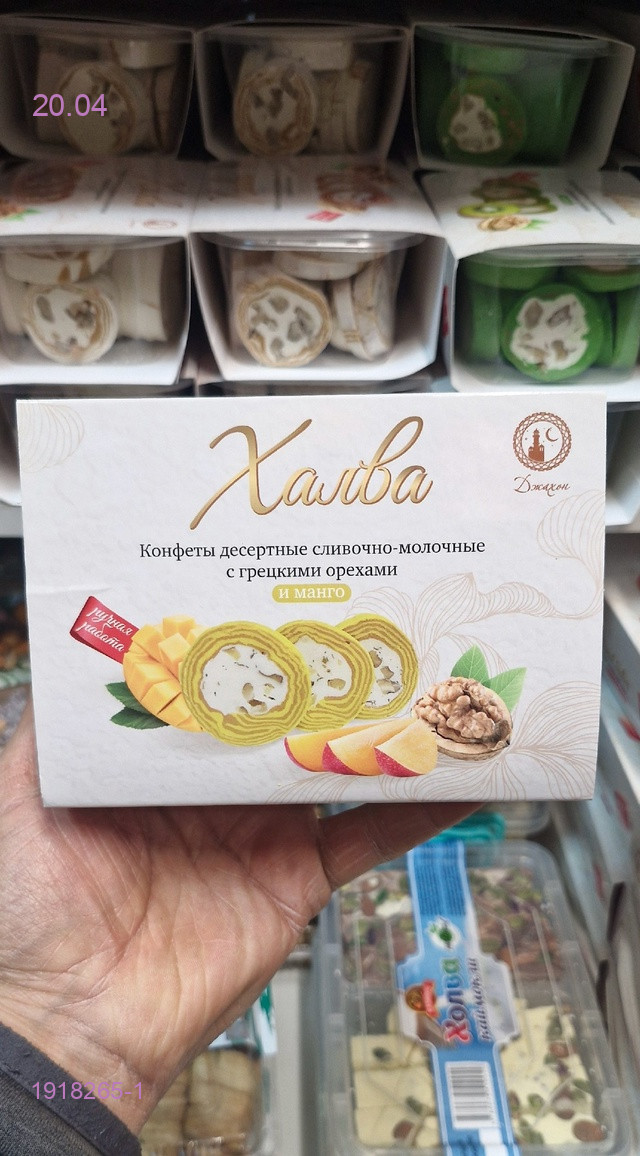 20.04
Халва
Джахон
Конфеты десертные сливочно-молочные
с грецкими орехами
и манго
ручная
работа
Холва
1918265-1